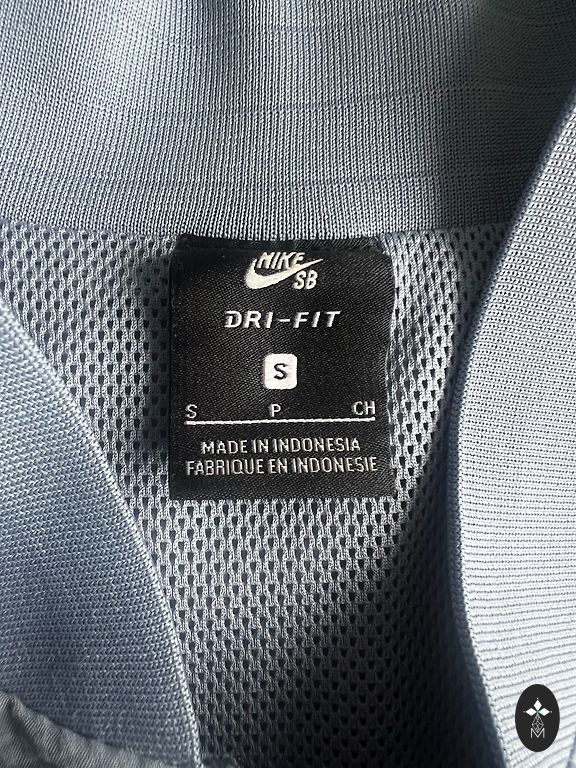 NIKE
SB
DRI-FIT
S
S P CH
MADE IN INDONESIA
FABRIQUE EN INDONESIE
M